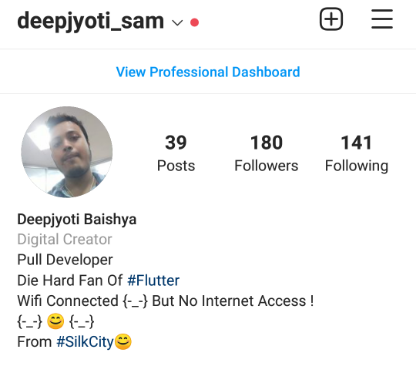 deepjyoti_sam
View Professional Dashboard
39 180 141
Posts Followers Following
Deepjyoti Baishya
Digital Creator
Pull Developer
Die Hard Fan Of #Flutter
Wifi Connected {-_-} But No Internet Access !
{-_-} 😊 {-_-}
From #SilkCity😊